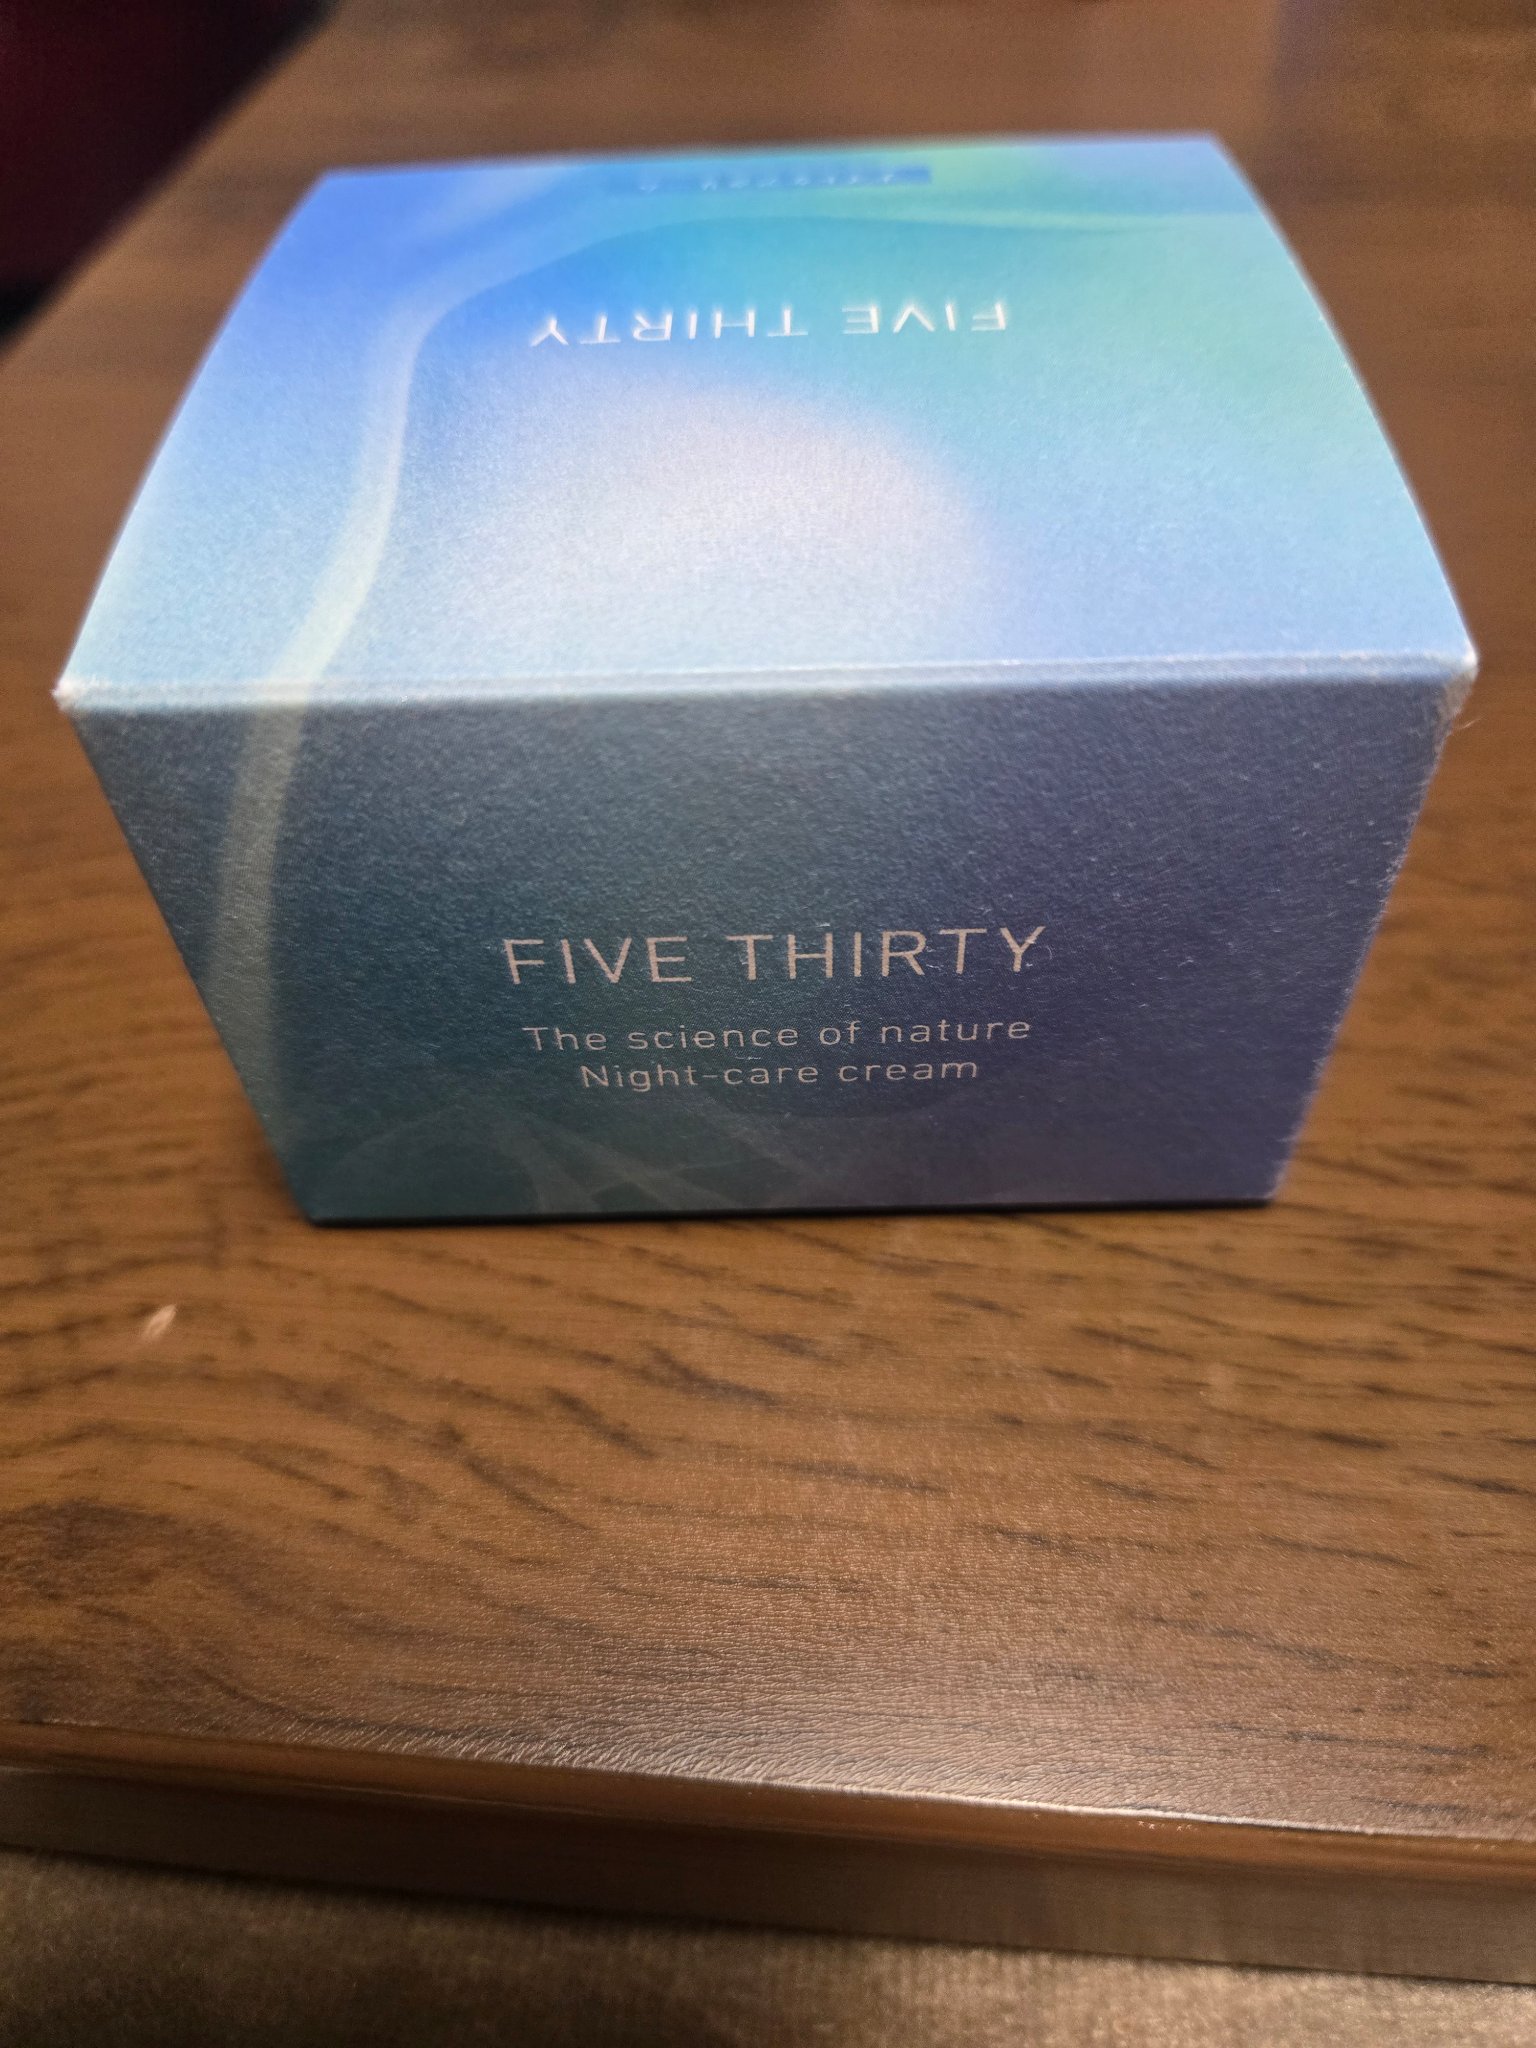 FIVE THIRTY
FIVE THIRTY
The science of nature
Night-care cream